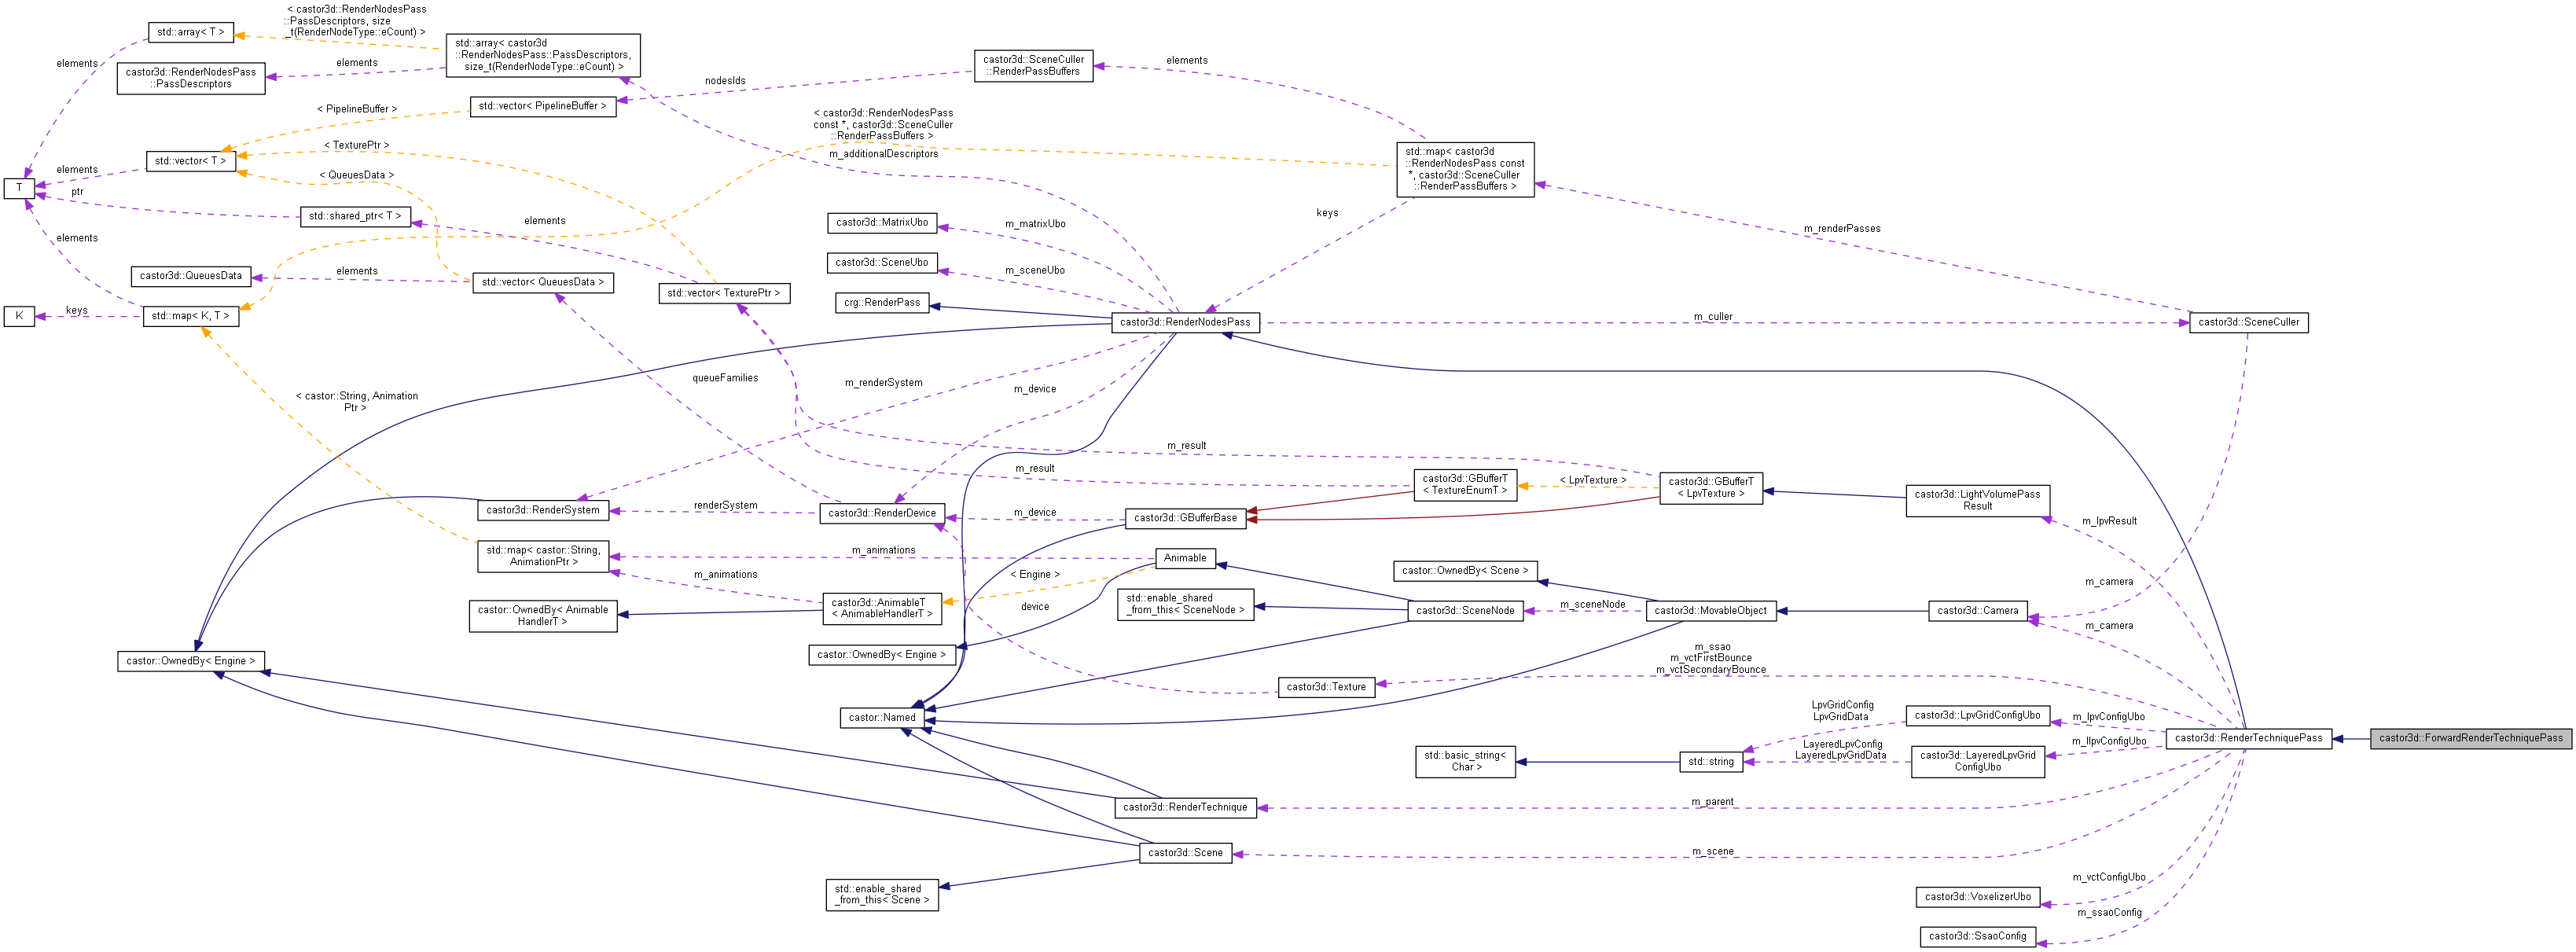 < castor3d::RenderNodesPass
::PassDescriptors, size
_t(RenderNodeType::eCount) >
std::array< T >
std::array< castor3d
::RenderNodesPass::PassDescriptors,
size_t(RenderNodeType::eCount) >
elements
elements
castor3d::RenderNodesPass
::PassDescriptors
castor3d::SceneCuller
::RenderPassBuffers
elements
nodesIds
< PipelineBuffer >
std::vector< PipelineBuffer >
< castor3d::RenderNodesPass
const *, castor3d::SceneCuller
::RenderPassBuffers >
< TexturePtr >
m_additionalDescriptors
std::map< castor3d
::RenderNodesPass const
*, castor3d::SceneCuller
::RenderPassBuffers >
std::vector< T >
elements
< QueuesData >
T
ptr
std::shared_ptr< T >
elements
castor3d::MatrixUbo
m_matrixUbo
keys
m_renderPasses
elements
castor3d::SceneUbo
m_sceneUbo
castor3d::QueuesData
elements
std::vector< QueuesData >
std::vector< TexturePtr >
crg::RenderPass
K
keys
std::map< K, T >
castor3d::RenderNodesPass
m_culler
castor3d::SceneCuller
queueFamilies
m_renderSystem
m_device
< castor::String, Animation
Ptr >
m_result
m_result
castor3d::GBufferT
< TextureEnumT >
< LpvTexture >
castor3d::GBufferT
< LpvTexture >
castor3d::LightVolumePass
Result
castor3d::RenderSystem
renderSystem
castor3d::RenderDevice
m_device
castor3d::GBufferBase
m_lpvResult
std::map< castor::String,
AnimationPtr >
m_animations
Animable
m_animations
< Engine >
castor::OwnedBy< Scene >
m_camera
castor::OwnedBy< Animable
HandlerT >
castor3d::AnimableT
< AnimableHandlerT >
device
std::enable_shared
_from_this< SceneNode >
castor3d::SceneNode
m_sceneNode
castor3d::MovableObject
castor3d::Camera
m_camera
castor::OwnedBy< Engine >
castor::OwnedBy< Engine >
m_ssao
m_vctFirstBounce
m_vctSecondaryBounce
castor3d::Texture
castor::Named
LpvGridConfig
LpvGridData
castor3d::LpvGridConfigUbo
m_lpvConfigUbo
castor3d::RenderTechniquePass
castor3d::ForwardRenderTechniquePass
std::basic_string<
Char >
std::string
LayeredLpvConfig
LayeredLpvGridData
castor3d::LayeredLpvGrid
ConfigUbo
m_llpvConfigUbo
castor3d::RenderTechnique
m_parent
castor3d::Scene
m_scene
std::enable_shared
_from_this< Scene >
m_vctConfigUbo
castor3d::VoxelizerUbo
m_ssaoConfig
castor3d::SsaoConfig